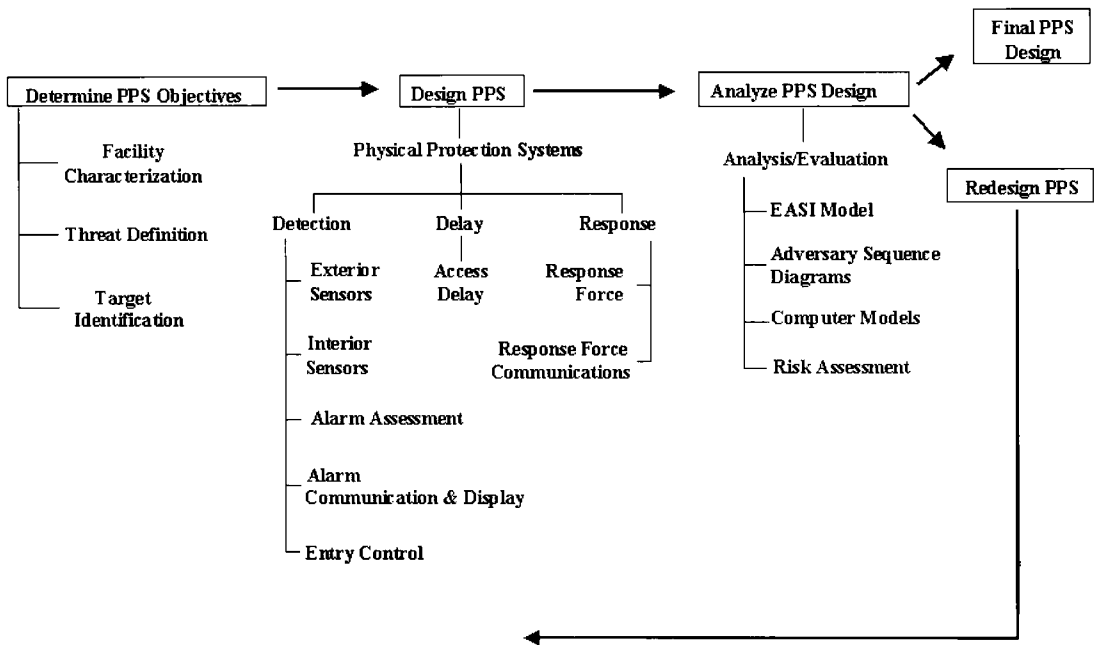 Final PPS
Design
Determine PPS Objectives
Design PPS
Analyze PPS Design
Redesign PPS
Facility
Characterization
Threat Definition
Target
Identification
Physical Protection Systems
Detection
Delay
Response
Exterior
Sensors
Interior
Sensors
Alarm Assessment
Alarm
Communication & Display
Entry Control
Access
Delay
Response
Force
Response Force
Communications
Analysis/Evaluation
EASI Model
Adversary Sequence
Diagrams
Computer Models
Risk Assessment